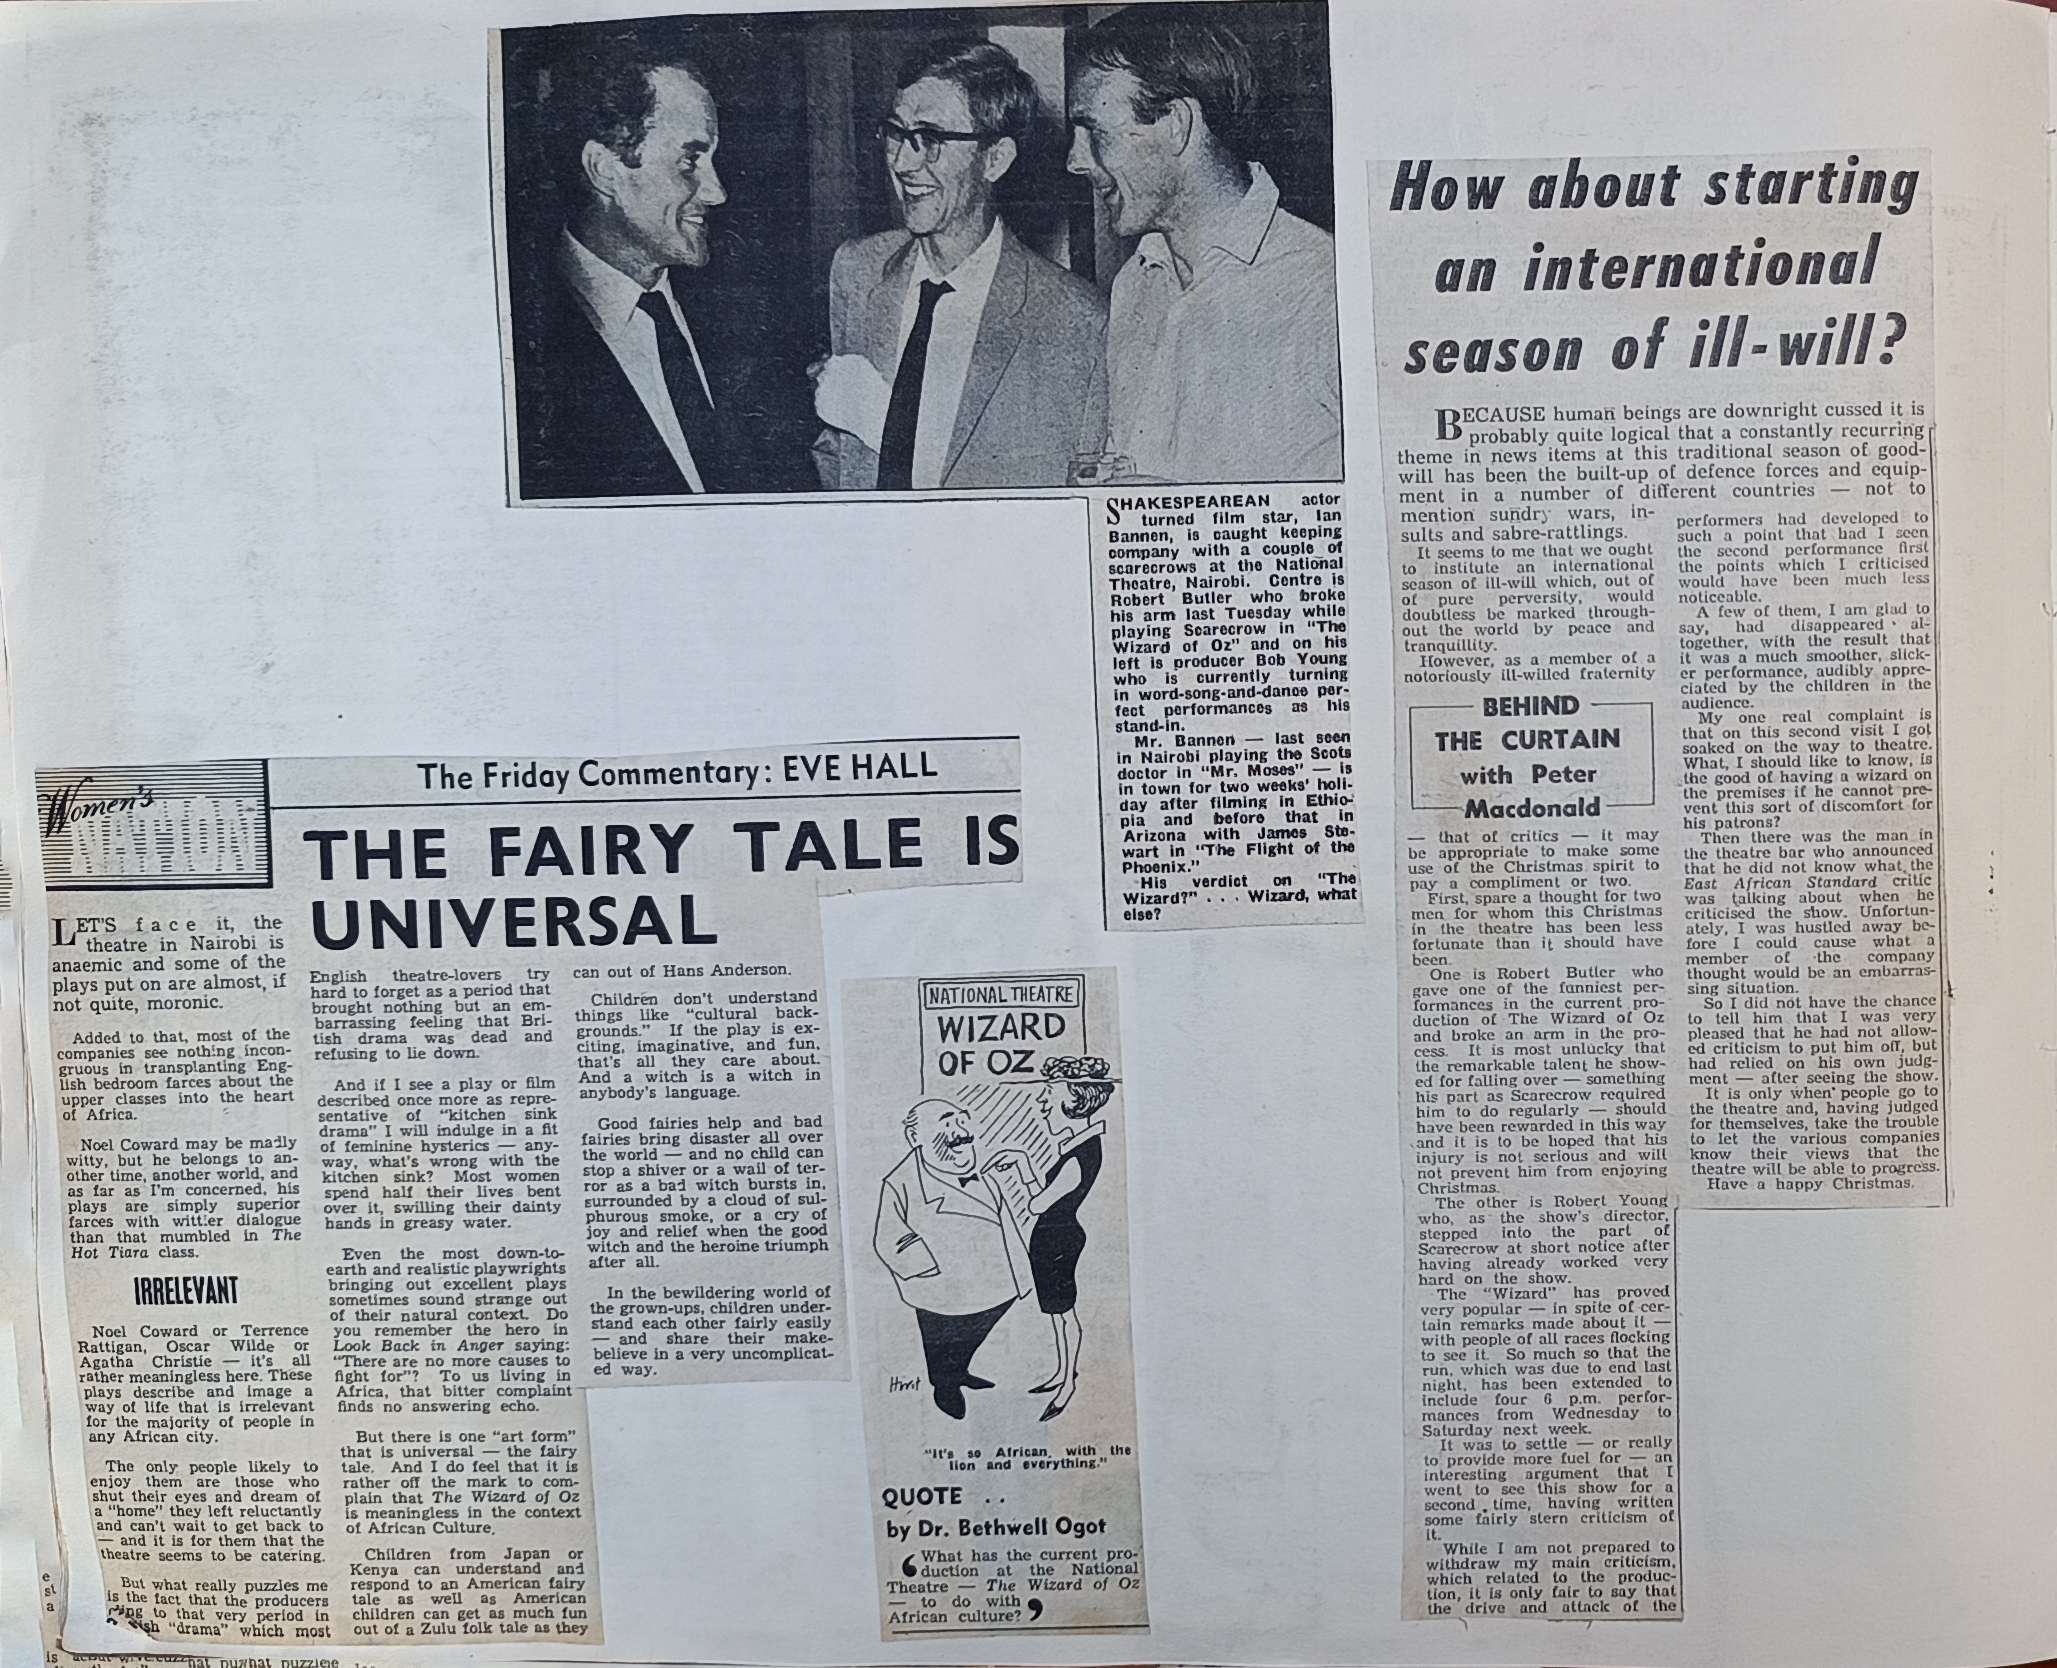 SHAKESPEAREAN actor
turned film star, Ian
Bannen, is caught keeping
company with a couple of
scarecrows at the National
Theatre, Nairobi. Centre is
Robert Butler who broke
his arm last Tuesday while
playing Scarecrow in "The
Wizard of Oz" and on his
left is producer Bob Young
who is currently turning
in word-song-and-dance per-
fect performances as his
stand-in.
Mr. Bannen — last seen
in Nairobi playing the Scots
doctor in "Mr. Moses" — is
in town for two weeks' holi-
day after filming in Ethio-
pia and before that in
Arizona with James Ste-
wart in "The Flight of the
Phoenix."
His verdict on "The
Wizard?" . . . Wizard, what
else?
Women's
NATION
The Friday Commentary: EVE HALL
THE FAIRY TALE IS
UNIVERSAL
LET'S face it, the
theatre in Nairobi is
anaemic and some of the
plays put on are almost, if
not quite, moronic.
Added to that, most of the
companies see nothing incon-
gruous in transplanting Eng-
lish bedroom farces about the
upper classes into the heart
of Africa.
Noel Coward may be madly
witty, but he belongs to an-
other time, another world, and
as far as I'm concerned, his
plays are simply superior
farces with wittier dialogue
than that mumbled in The
Hot Tiara class.
IRRELEVANT
Noel Coward or Terrence
Rattigan, Oscar Wilde or
Agatha Christie — it's all
rather meaningless here. These
plays describe and image a
way of life that is irrelevant
for the majority of people in
any African city.
The only people likely to
enjoy them are those who
shut their eyes and dream of
a "home" they left reluctantly
and can't wait to get back to
— and it is for them that the
theatre seems to be catering.
But what really puzzles me
is the fact that the producers
to that very period in
"drama" which most
English theatre-lovers try
hard to forget as a period that
brought nothing but an em-
barrassing feeling that Bri-
tish drama was dead and
refusing to lie down.
And if I see a play or film
described once more as repre-
sentative of "kitchen sink
drama" I will indulge in a fit
of feminine hysterics — any-
way, what's wrong with the
kitchen sink? Most women
spend half their lives bent
over it, swilling their dainty
hands in greasy water.
Even the most down-to-
earth and realistic playwrights
bringing out excellent plays
sometimes sound strange out
of their natural context. Do
you remember the hero in
Look Back in Anger saying:
"There are no more causes to
fight for"? To us living in
Africa, that bitter complaint
finds no answering echo.
But there is one "art form"
that is universal — the fairy
tale. And I do feel that it is
rather off the mark to com-
plain that The Wizard of Oz
is meaningless in the context
of African Culture.
Children from Japan or
Kenya can understand and
respond to an American fairy
tale as well as American
children can get as much fun
out of a Zulu folk tale as they
can out of Hans Anderson.
Children don't understand
things like "cultural back-
grounds." If the play is ex-
citing, imaginative, and fun,
that's all they care about.
And a witch is a witch in
anybody's language.
Good fairies help and bad
fairies bring disaster all over
the world — and no child can
stop a shiver or a wail of ter-
ror as a bad witch bursts in,
surrounded by a cloud of sul-
phurous smoke, or a cry of
joy and relief when the good
witch and the heroine triumph
after all.
In the bewildering world of
the grown-ups, children under-
stand each other fairly easily
— and share their make-
believe in a very uncomplicat-
ed way.
NATIONAL THEATRE
WIZARD
OF OZ
"It's so African, with the
lion and everything."
QUOTE . .
by Dr. Bethwell Ogot
‘What has the current pro-
duction at the National
Theatre — The Wizard of Oz
— to do with
African culture?’
How about starting
an international
season of ill-will?
BECAUSE human beings are downright cussed it is
probably quite logical that a constantly recurring
theme in news items at this traditional season of good-
will has been the built-up of defence forces and equip-
ment in a number of different countries — not to
mention sundry wars, in-
sults and sabre-rattlings.
It seems to me that we ought
to institute an international
season of ill-will which, out of
of pure perversity, would
doubtless be marked through-
out the world by peace and
tranquillity.
However, as a member of a
notoriously ill-willed fraternity
BEHIND
THE CURTAIN
with Peter
Macdonald
— that of critics — it may
be appropriate to make some
use of the Christmas spirit to
pay a compliment or two.
First, spare a thought for two
men for whom this Christmas
in the theatre has been less
fortunate than it should have
been.
One is Robert Butler who
gave one of the funniest per-
formances in the current pro-
duction of The Wizard of Oz
and broke an arm in the pro-
cess. It is most unlucky that
the remarkable talent he show-
ed for falling over — something
his part as Scarecrow required
him to do regularly — should
have been rewarded in this way
and it is to be hoped that his
injury is not serious and will
not prevent him from enjoying
Christmas.
The other is Robert Young
who, as the show's director,
stepped into the part of
Scarecrow at short notice after
having already worked very
hard on the show.
The "Wizard" has proved
very popular — in spite of cer-
tain remarks made about it —
with people of all races flocking
to see it. So much so that the
run, which was due to end last
night, has been extended to
include four 6 p.m. perfor-
mances from Wednesday to
Saturday next week.
It was to settle — or really
to provide more fuel for — an
interesting argument that I
went to see this show for a
second time, having written
some fairly stern criticism of
it.
While I am not prepared to
withdraw my main criticism,
which related to the produc-
tion, it is only fair to say that
the drive and attack of the
performers had developed to
such a point that had I seen
the second performance first
the points which I criticised
would have been much less
noticeable.
A few of them, I am glad to
say, had disappeared al-
together, with the result that
it was a much smoother, slick-
er performance, audibly appre-
ciated by the children in the
audience.
My one real complaint is
that on this second visit I got
soaked on the way to theatre.
What, I should like to know, is
the good of having a wizard on
the premises if he cannot pre-
vent this sort of discomfort for
his patrons?
Then there was the man in
the theatre bar who announced
that he did not know what the
East African Standard critic
was talking about when he
criticised the show. Unfortun-
ately, I was hustled away be-
fore I could cause what a
member of the company
thought would be an embarras-
sing situation.
So I did not have the chance
to tell him that I was very
pleased that he had not allow-
ed criticism to put him off, but
had relied on his own judg-
ment — after seeing the show.
It is only when people go to
the theatre and, having judged
for themselves, take the trouble
to let the various companies
know their views that the
theatre will be able to progress.
Have a happy Christmas.